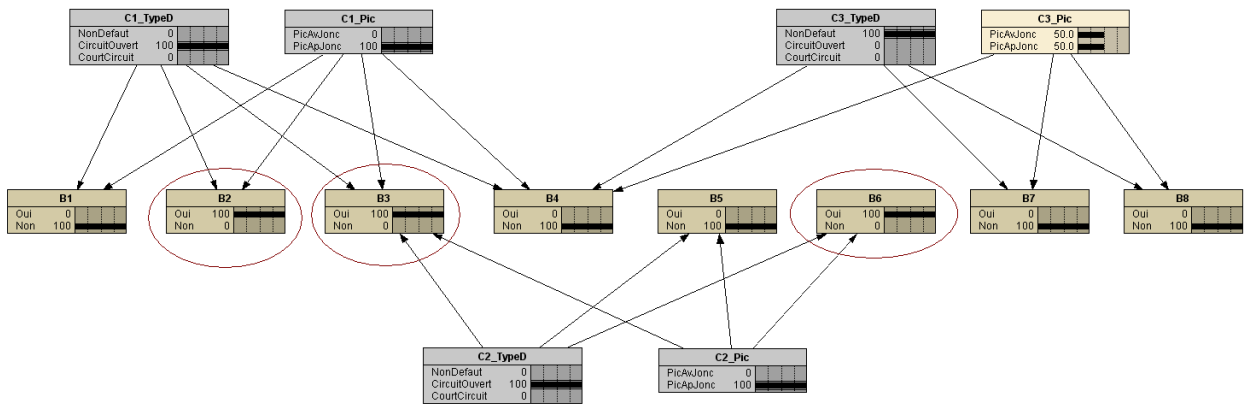 C1_TypeD
NonDefaut 0
CircuitOuvert 100
CourtCircuit 0
C1_Pic
PicAvJonc 0
PicApJonc 100
C3_TypeD
NonDefaut 100
CircuitOuvert 0
CourtCircuit 0
C3_Pic
PicAvJonc 50.0
PicApJonc 50.0
B1
Oui 0
Non 100
B2
Oui 100
Non 0
B3
Oui 100
Non 0
B4
Oui 0
Non 100
B5
Oui 0
Non 100
B6
Oui 100
Non 0
B7
Oui 0
Non 100
B8
Oui 0
Non 100
C2_TypeD
NonDefaut 0
CircuitOuvert 100
CourtCircuit 0
C2_Pic
PicAvJonc 0
PicApJonc 100